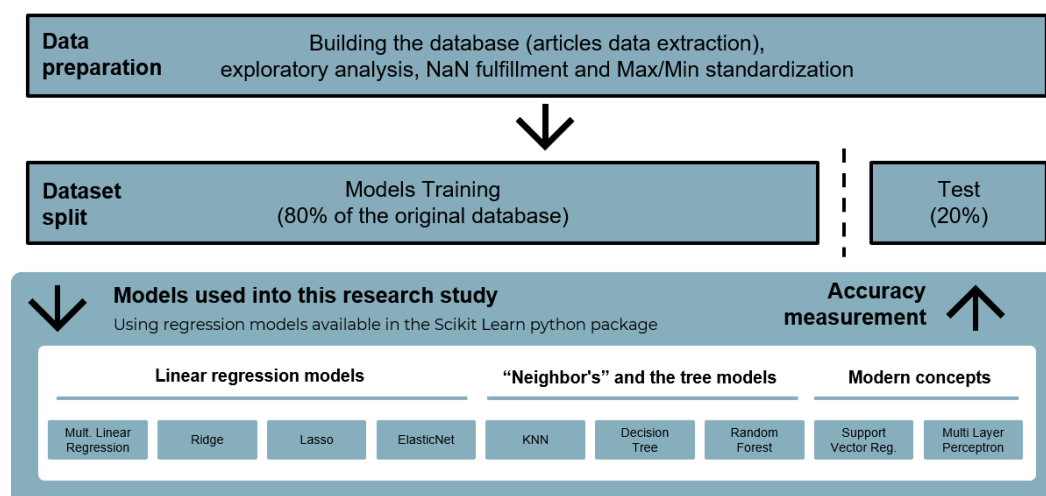 Data
preparation
Building the database (articles data extraction),
exploratory analysis, NaN fulfillment and Max/Min standardization
Dataset
split
Models Training
(80% of the original database)
Test
(20%)
Models used into this research study
Using regression models available in the Scikit Learn python package
Accuracy
measurement
Linear regression models
“Neighbor's” and the tree models
Modern concepts
Mult. Linear
Regression
Ridge
Lasso
ElasticNet
KNN
Decision
Tree
Random
Forest
Support
Vector Reg.
Multi Layer
Perceptron